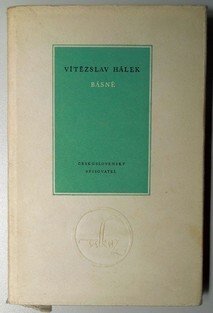 VÍTĚZSLAV HÁLEK
BÁSNĚ
ČESKOSLOVENSKÝ
SPISOVATEL